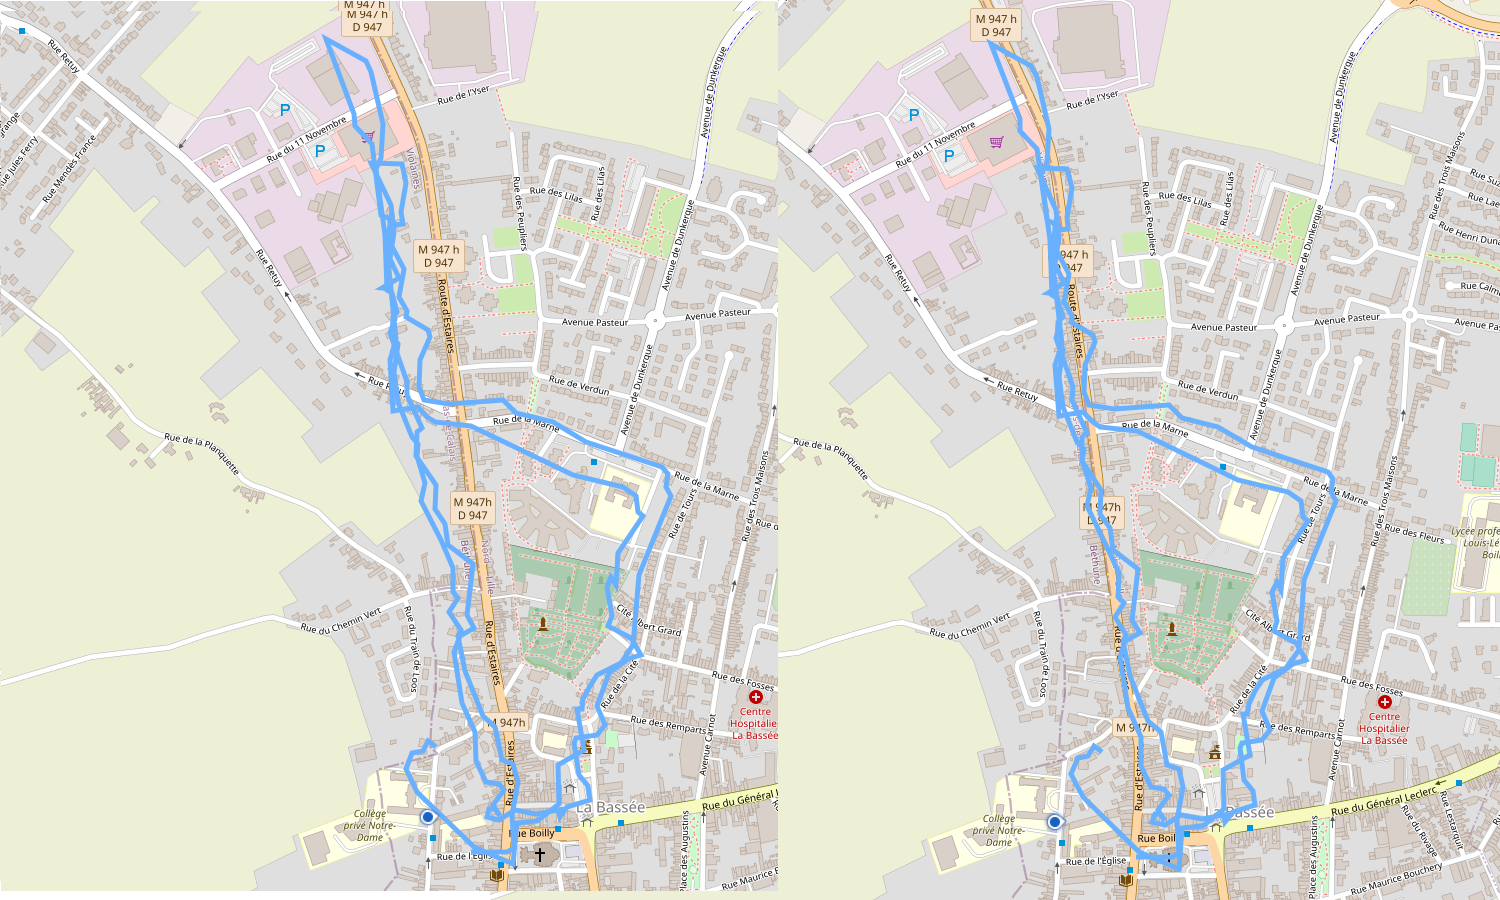 M 947 h
M 947 h
D 947
Rue Retuy
Rue de l'Yser
Avenue de Dunkerque
P
Rue du 11 Novembre
P
Violaines
Rue Jules Ferry
Rue Mendès France
Rue des Peupliers
Rue des Lilas
Rue des Lilas
M 947 h
D 947
Rue Retuy
Route d'Estaires
Avenue de Dunkerque
Avenue Pasteur
Avenue Pasteur
Avenue de Dunkerque
Rue de Verdun
Rue de la Marne
Rue de la Planquette
Rue de la Marne
Rue de Tours
Rue des Trois Maisons
M 947h
D 947
Béthune
Nord - Lille
Rue du Chemin Vert
Rue du Train de Loos
Cité Albert Grard
Rue d'Estaires
Rue de la Cité
Rue des Fosses
Centre
Hospitalier
La Bassée
M 947h
Rue des Remparts
Avenue Carnot
Rue d'Estaires
La Bassée
Rue du Général
Collège
privé Notre-
Dame
Rue Boilly
Rue de l'Église
Place des Augustins
Rue Maurice B
M 947 h
D 947
Rue de l'Yser
Avenue de Dunkerque
P
Rue du 11 Novembre
P
Rue des Trois Maisons
Rue des Peupliers
Rue des Lilas
Rue des Lilas
Rue Henri Duna
947 h
947
Rue Retuy
Route d'Estaires
Avenue de Dunkerque
Rue Calme
Avenue Pasteur
Avenue Pasteur
Avenue Pas
Rue Retuy
Rue de Verdun
Avenue de Dunkerque
Rue de la Marne
Rue de la Planquette
Rue de la Marne
Rue de Tours
Rue des Trois Maisons
Rue des Fleurs
Lycée profe
Louis-Lé
Boil
M 947h
D 947
Béthune
Rue du Chemin Vert
Rue du Train de Loos
Cité Albert Grard
Rue d'Estaires
Rue de la Cité
Rue des Fosses
Centre
Hospitalier
La Bassée
M 947h
Rue des Remparts
Avenue Carnot
Rue d'Estaires
Bassée
Rue du Général Leclerc
Collège
privé Notre-
Dame
Rue Boil
Rue de l'Église
Place des Augustins
Rue du Rivage
Rue Lestarquit
Rue Maurice Bouchery